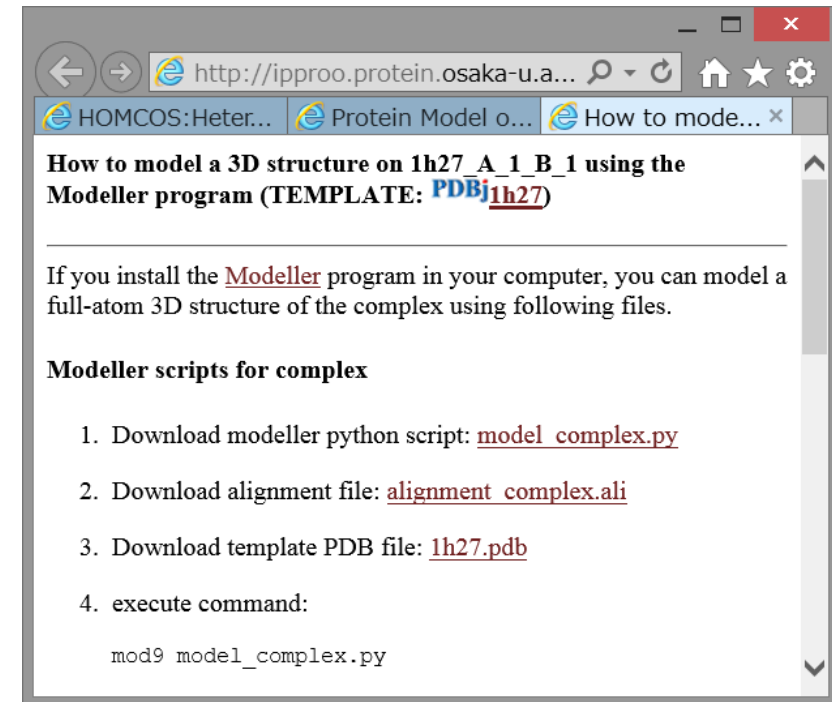 http://ipproo.protein.osaka-u.a...
HOMCOS:Heter... Protein Model o... How to mode... ×
How to model a 3D structure on 1h27_A_1_B_1 using the
Modeller program (TEMPLATE: PDBj1h27)
If you install the Modeller program in your computer, you can model a
full-atom 3D structure of the complex using following files.
Modeller scripts for complex
1. Download modeller python script: model_complex.py
2. Download alignment file: alignment_complex.ali
3. Download template PDB file: 1h27.pdb
4. execute command:
mod9 model_complex.py